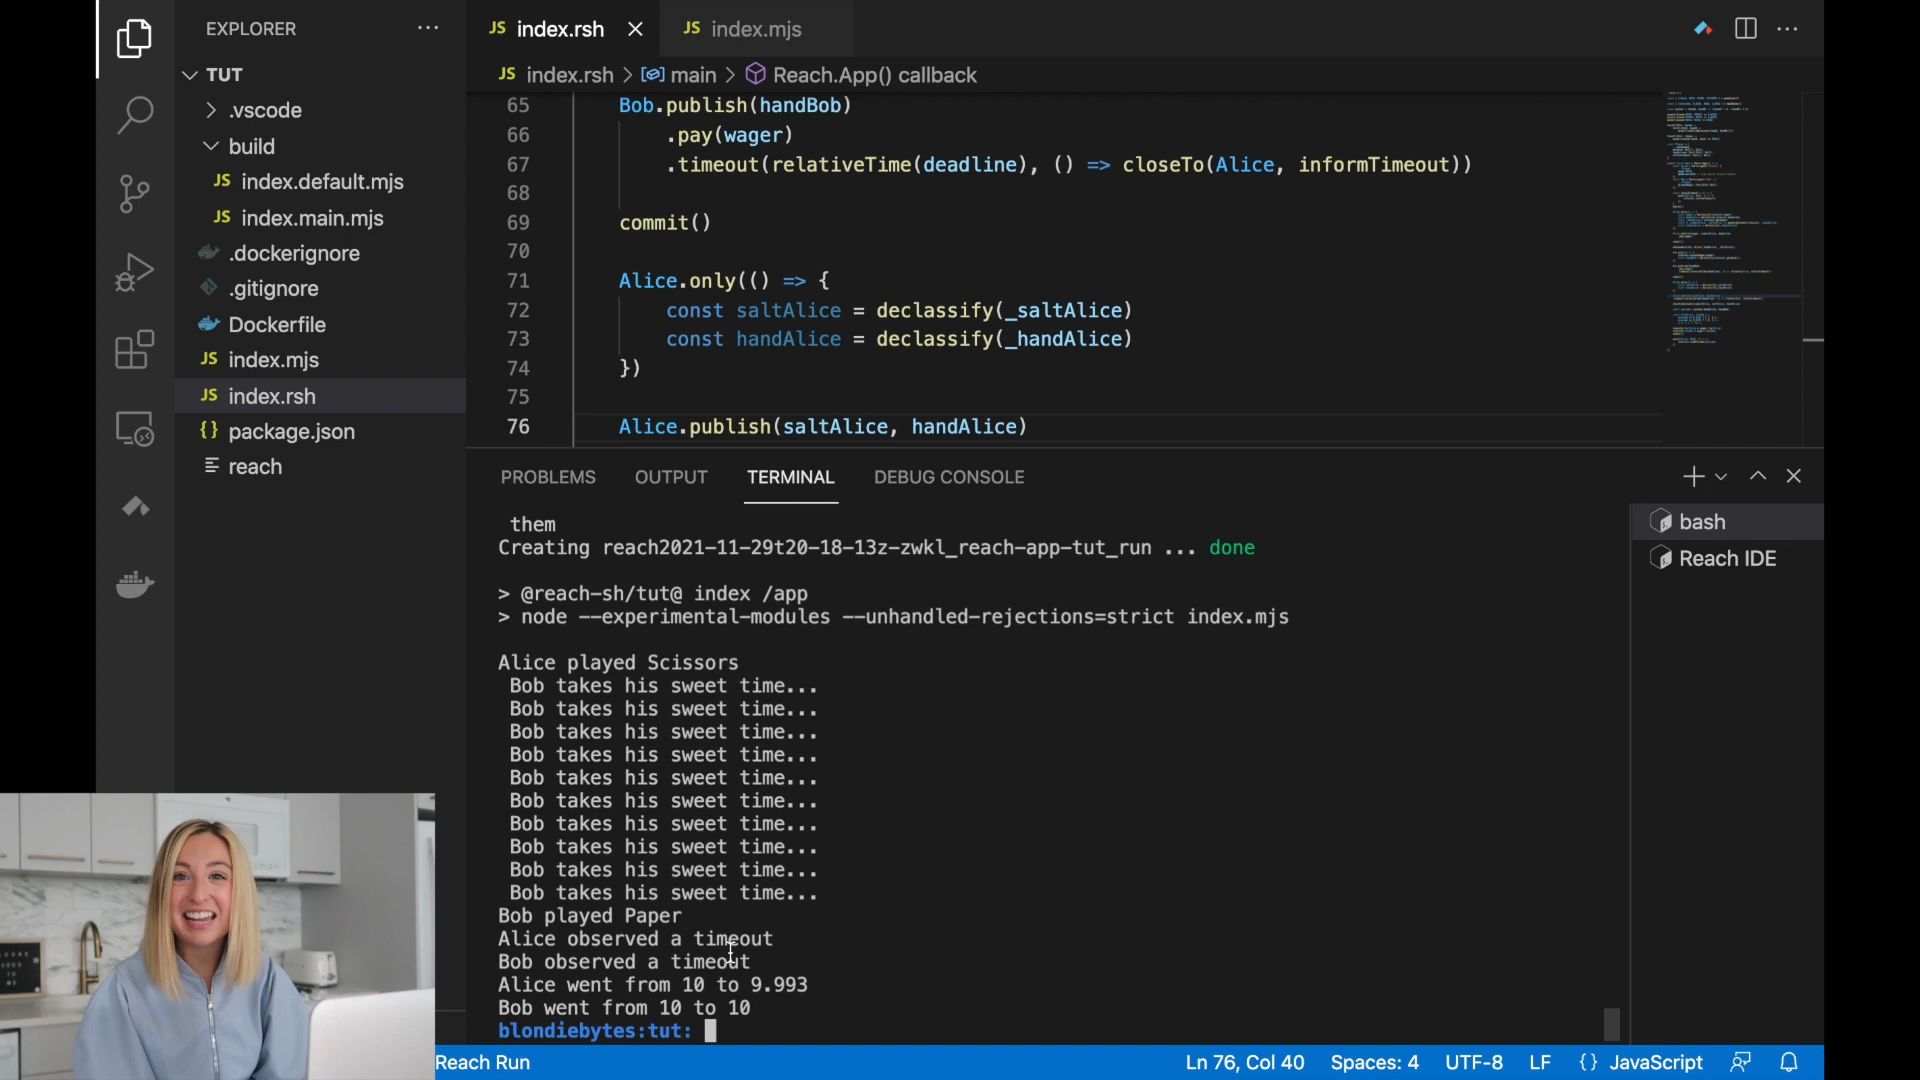 EXPLORER
TUT
.vscode
build
JS index.default.mjs
JS index.main.mjs
.dockerignore
.gitignore
Dockerfile
JS index.mjs
JS index.rsh
{} package.json
reach
JS index.rsh
JS index.mjs
JS index.rsh > main > Reach.App() callback
65 Bob.publish(handBob)
66 .pay(wager)
67 .timeout(relativeTime(deadline), () => closeTo(Alice, informTimeout))
68
69 commit()
70
71 Alice.only(() => {
72 const saltAlice = declassify(_saltAlice)
73 const handAlice = declassify(_handAlice)
74 })
75
76 Alice.publish(saltAlice, handAlice)
PROBLEMS OUTPUT TERMINAL DEBUG CONSOLE
bash
Reach IDE
them
Creating reach2021-11-29t20-18-13z-zwkl_reach-app-tut_run ... done
> @reach-sh/tut@ index /app
> node --experimental-modules --unhandled-rejections=strict index.mjs
Alice played Scissors
Bob takes his sweet time...
Bob takes his sweet time...
Bob takes his sweet time...
Bob takes his sweet time...
Bob takes his sweet time...
Bob takes his sweet time...
Bob takes his sweet time...
Bob takes his sweet time...
Bob takes his sweet time...
Bob takes his sweet time...
Bob played Paper
Alice observed a timeout
Bob observed a timeout
Alice went from 10 to 9.993
Bob went from 10 to 10
blondiebytes:tut:
Reach Run
Ln 76, Col 40 Spaces: 4 UTF-8 LF {} JavaScript